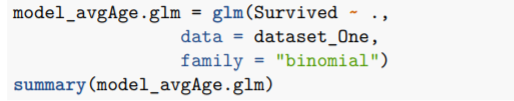 model_avgAge.glm = glm(Survived ~ .,
data = dataset_One,
family = "binomial")
summary(model_avgAge.glm)